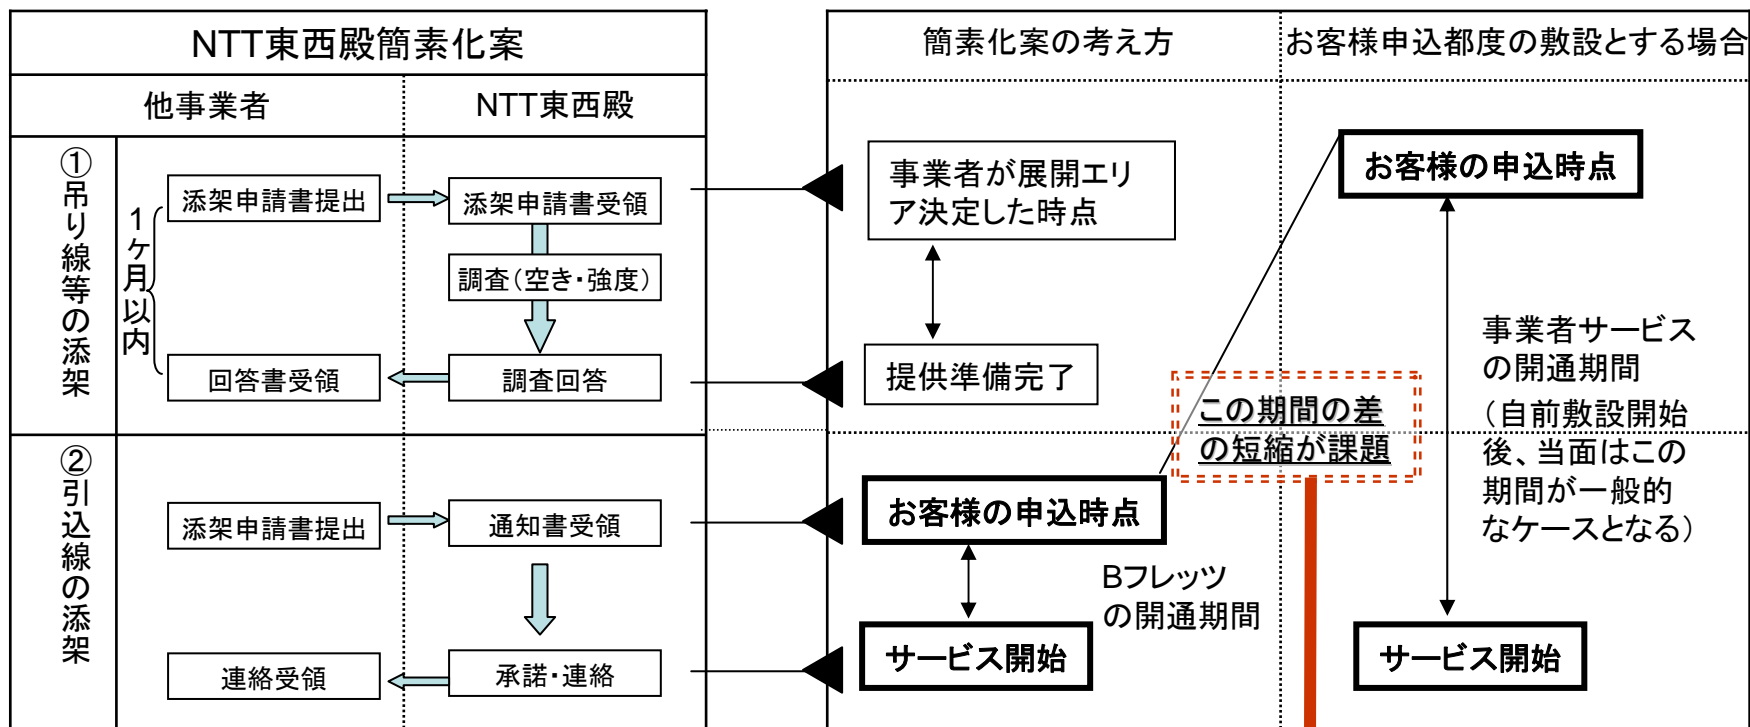 NTT東西殿簡素化案
他事業者
NTT東西殿
①吊り線等の添架
1ヶ月以内
添架申請書提出
添架申請書受領
調査(空き・強度)
回答書受領
調査回答
②引込線の添架
添架申請書提出
通知書受領
連絡受領
承諾・連絡
簡素化案の考え方
お客様申込都度の敷設とする場合
事業者が展開エリ
ア決定した時点
提供準備完了
お客様の申込時点
サービス開始
Bフレッツ
の開通期間
この期間の差
の短縮が課題
お客様の申込時点
事業者サービス
の開通期間
(自前敷設開始
後、当面はこの
期間が一般的
なケースとなる)
サービス開始